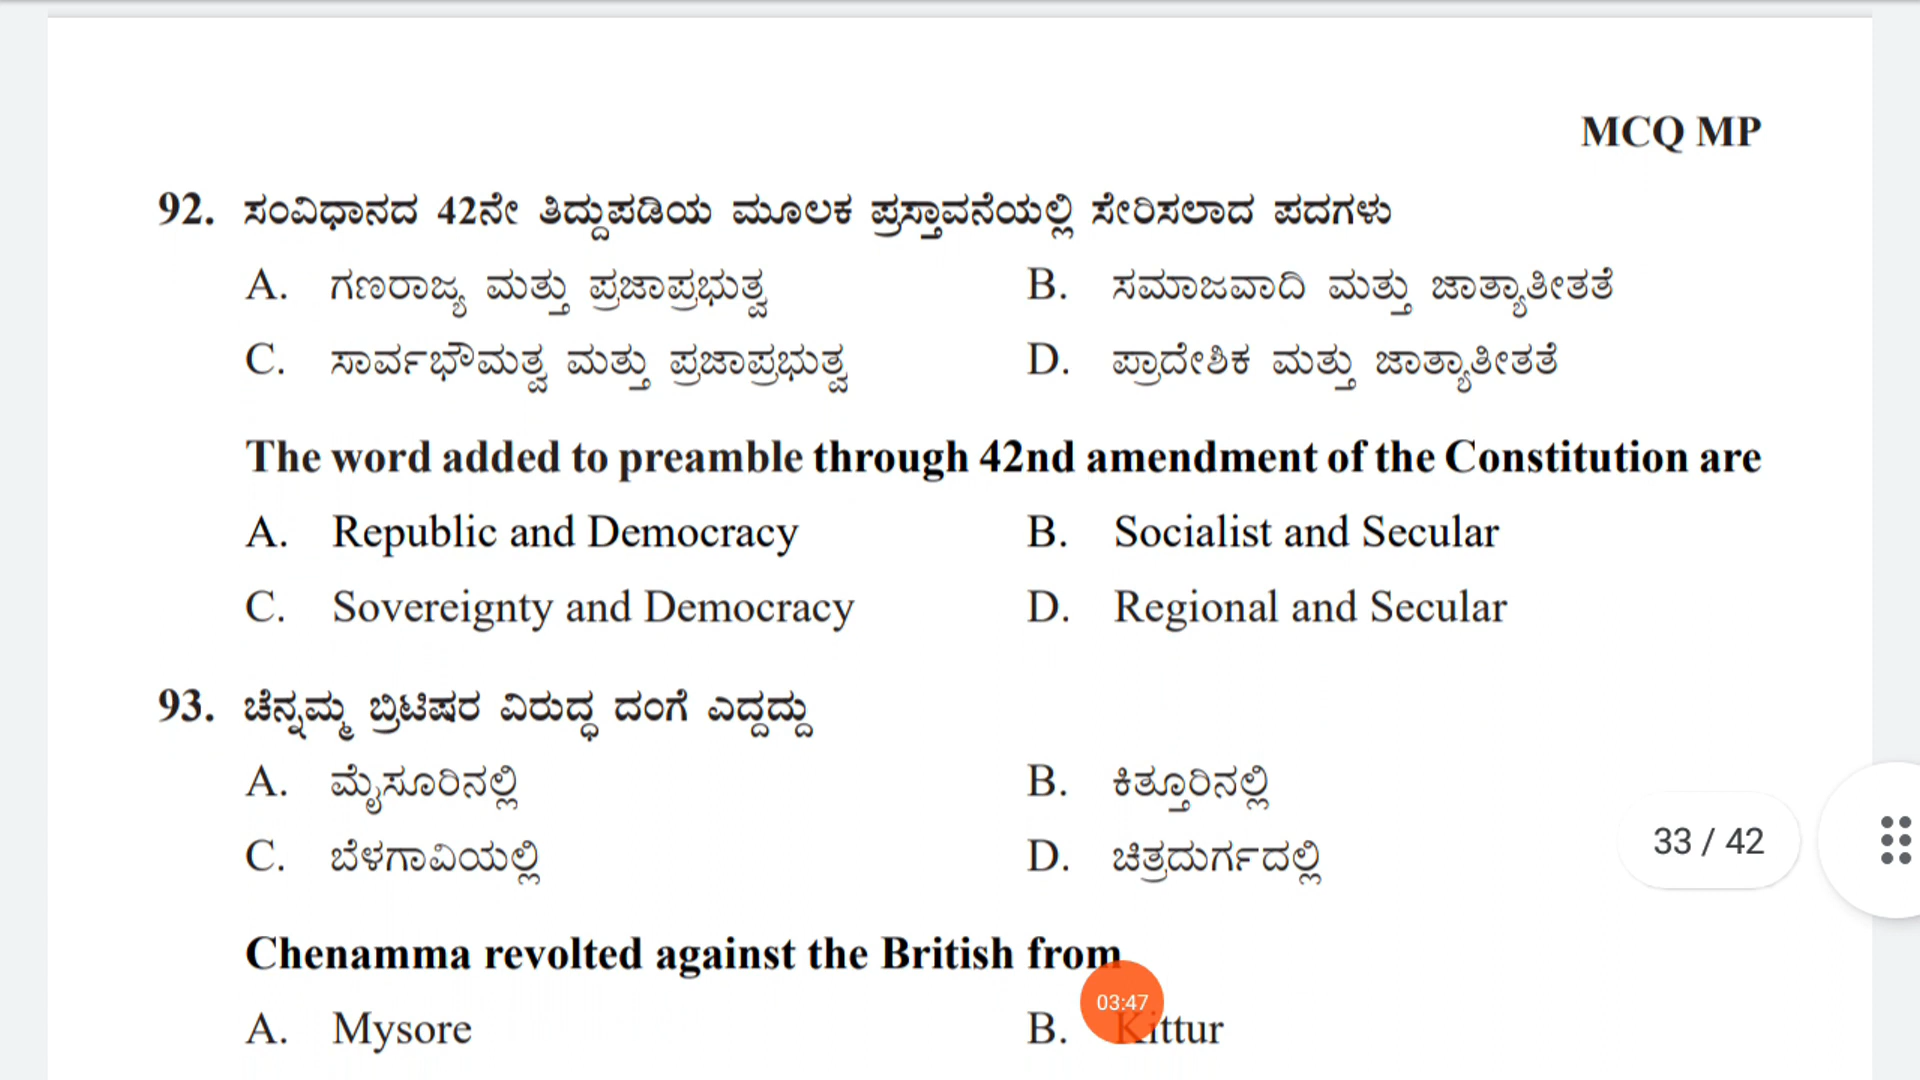 MCQ MP
92. ಸಂವಿಧಾನದ 42ನೇ ತಿದ್ದುಪಡಿಯ ಮೂಲಕ ಪ್ರಸ್ತಾವನೆಯಲ್ಲಿ ಸೇರಿಸಲಾದ ಪದಗಳು
A. ಗಣರಾಜ್ಯ ಮತ್ತು ಪ್ರಜಾಪ್ರಭುತ್ವ B. ಸಮಾಜವಾದಿ ಮತ್ತು ಜಾತ್ಯಾತೀತತೆ
C. ಸಾರ್ವಭೌಮತ್ವ ಮತ್ತು ಪ್ರಜಾಪ್ರಭುತ್ವ D. ಪ್ರಾದೇಶಿಕ ಮತ್ತು ಜಾತ್ಯಾತೀತತೆ
The word added to preamble through 42nd amendment of the Constitution are
A. Republic and Democracy B. Socialist and Secular
C. Sovereignty and Democracy D. Regional and Secular
93. ಚೆನ್ನಮ್ಮ ಬ್ರಿಟಿಷರ ವಿರುದ್ಧ ದಂಗೆ ಎದ್ದದ್ದು
A. ಮೈಸೂರಿನಲ್ಲಿ B. ಕಿತ್ತೂರಿನಲ್ಲಿ
C. ಬೆಳಗಾವಿಯಲ್ಲಿ D. ಚಿತ್ರದುರ್ಗದಲ್ಲಿ
33 / 42
Chenamma revolted against the British from
03:47
A. Mysore B. Kittur